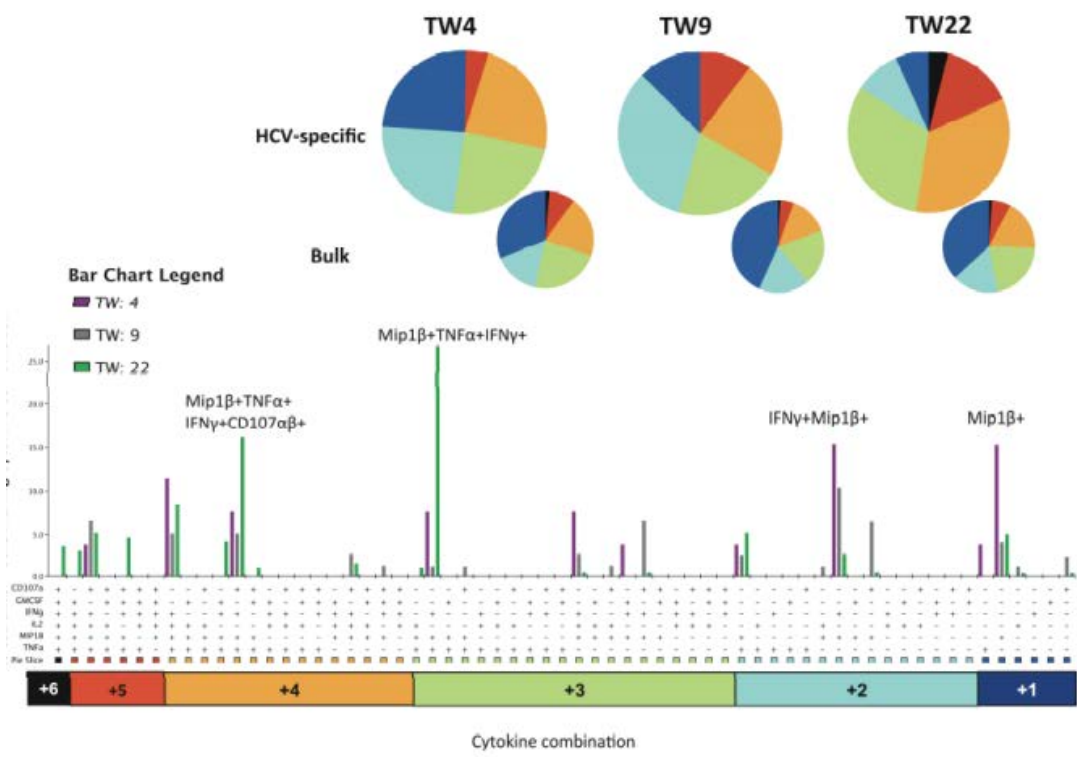 TW4 TW9 TW22
HCV-specific
Bulk
Bar Chart Legend
TW: 4
TW: 9
TW: 22
Mip1β+TNFα+IFNγ+
Mip1β+TNFα+
IFNγ+CD107αβ+
IFNγ+Mip1β+
Mip1β+
25.0
20.0
15.0
10.0
5.0
0.0
CD107a
GMCSF
IFNg
IL2
MIP1B
TNFa
Pie Slice
+6 +5 +4 +3 +2 +1
Cytokine combination